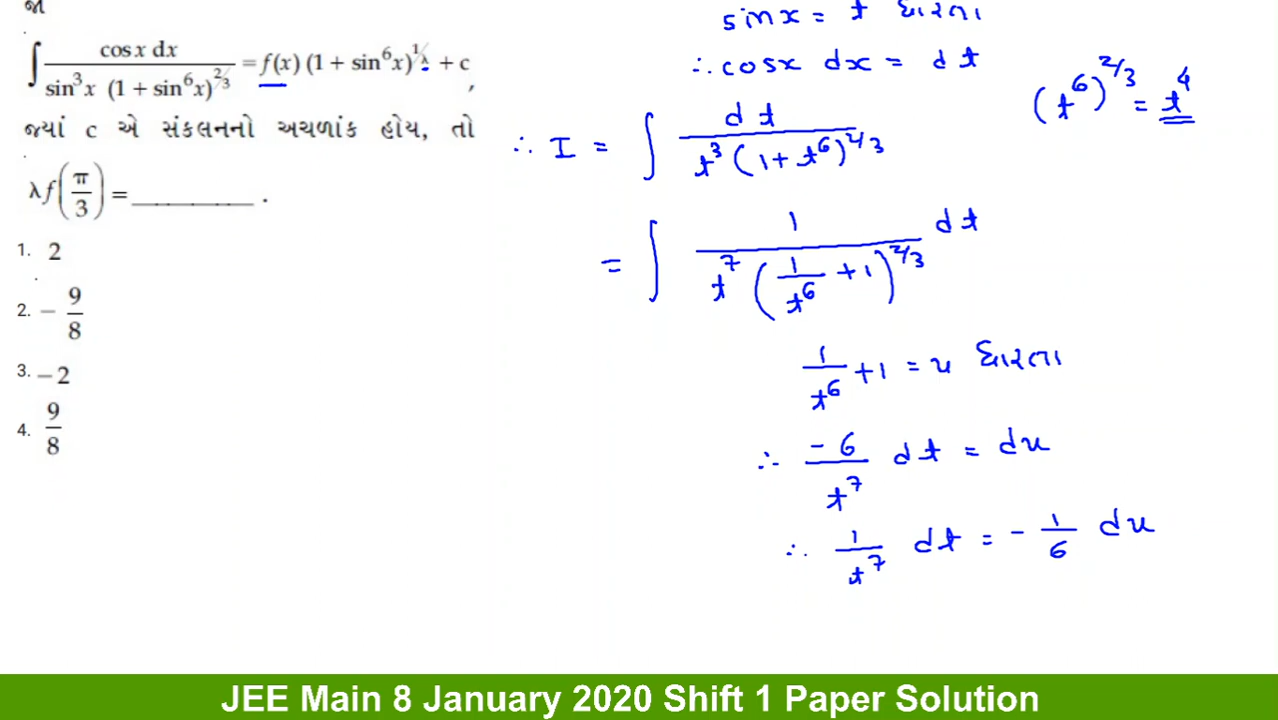 જો
∫ cos x dx / sin³x (1 + sin⁶x)^(2/3) = f(x) (1 + sin⁶x)^(1/λ) + c ,
જ્યાં c એ સંકલનનો અચળાંક હોય, તો
λf(π/3) = ________ .
1. 2
2. − 9/8
3. −2
4. 9/8
sin x = t ધારતા
∴ cosx dx = dt
(t⁶)^(2/3) = t⁴
∴ I = ∫ dt / t³ (1 + t⁶)^(2/3)
= ∫ 1 / t⁷ (1/t⁶ + 1)^(2/3) dt
1/t⁶ + 1 = u ધારતા
∴ −6/t⁷ dt = du
∴ 1/t⁷ dt = − 1/6 du
JEE Main 8 January 2020 Shift 1 Paper Solution